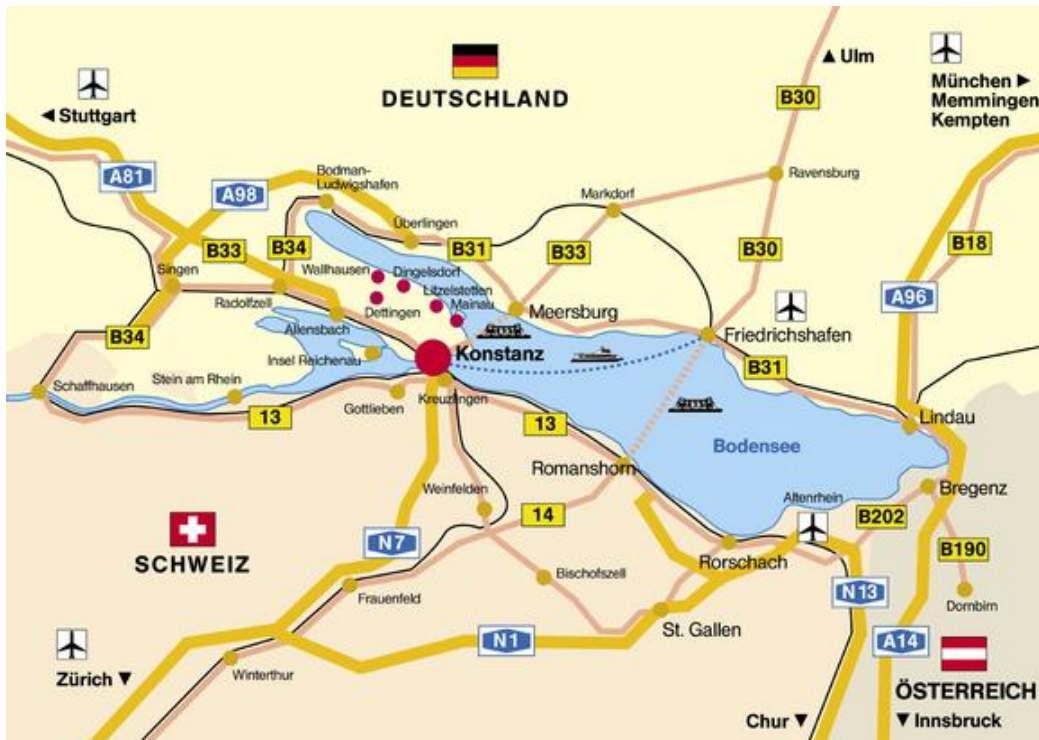 DEUTSCHLAND
▲ Ulm
München ►
Memmingen
Kempten
◄ Stuttgart
B30
A81
A98
Bodman-
Ludwigshafen
Markdorf
Ravensburg
Überlingen
B33
B34
B31
B33
B30
B18
Singen
Wallhausen
Dingelsdorf
Litzelstetten
Mainau
Radolfzell
Dettingen
Meersburg
A96
B34
Allensbach
Friedrichshafen
Insel Reichenau
Konstanz
B31
Schaffhausen
Stein am Rhein
Gottlieben
Kreuzlingen
13
13
Lindau
Bodensee
Romanshorn
Weinfelden
Altenrhein
Bregenz
14
B202
SCHWEIZ
N7
Rorschach
B190
Bischofszell
Frauenfeld
N13
Dornbirn
St. Gallen
N1
A14
Winterthur
Zürich ▼
ÖSTERREICH
Chur ▼
▼ Innsbruck